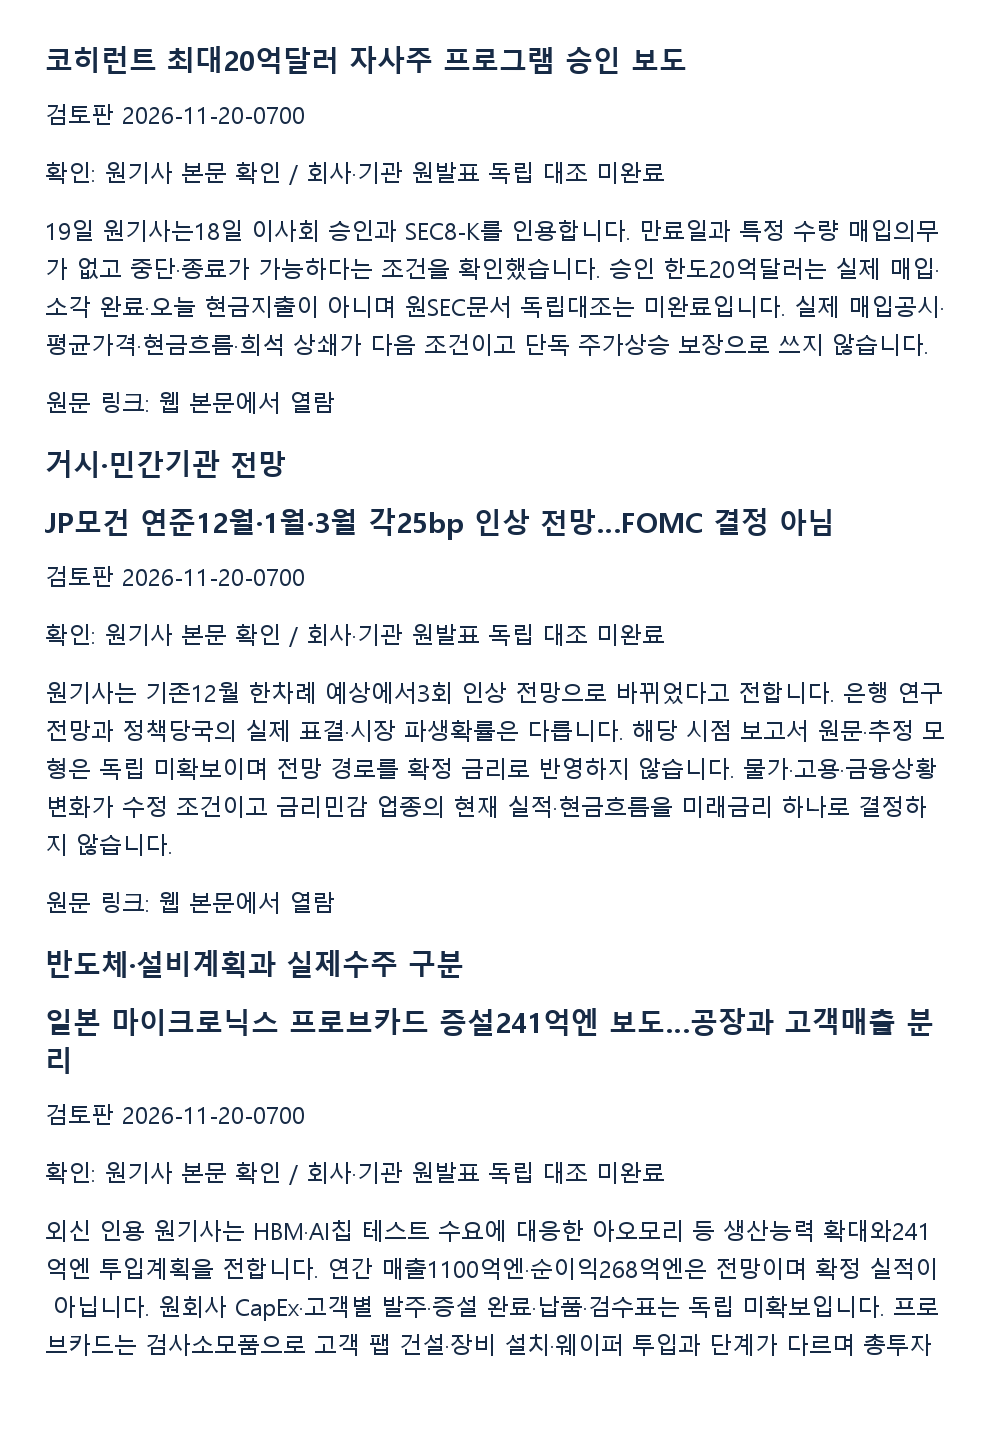 코히런트 최대20억달러 자사주 프로그램 승인 보도
검토판 2026-11-20-0700
확인: 원기사 본문 확인 / 회사·기관 원발표 독립 대조 미완료
19일 원기사는18일 이사회 승인과 SEC8-K를 인용합니다. 만료일과 특정 수량 매입의무
가 없고 중단·종료가 가능하다는 조건을 확인했습니다. 승인 한도20억달러는 실제 매입·
소각 완료·오늘 현금지출이 아니며 원SEC문서 독립대조는 미완료입니다. 실제 매입공시·
평균가격·현금흐름·희석 상쇄가 다음 조건이고 단독 주가상승 보장으로 쓰지 않습니다.
원문 링크: 웹 본문에서 열람
거시·민간기관 전망
JP모건 연준12월·1월·3월 각25bp 인상 전망…FOMC 결정 아님
검토판 2026-11-20-0700
확인: 원기사 본문 확인 / 회사·기관 원발표 독립 대조 미완료
원기사는 기존12월 한차례 예상에서3회 인상 전망으로 바뀌었다고 전합니다. 은행 연구
전망과 정책당국의 실제 표결·시장 파생확률은 다릅니다. 해당 시점 보고서 원문·추정 모
형은 독립 미확보이며 전망 경로를 확정 금리로 반영하지 않습니다. 물가·고용·금융상황
변화가 수정 조건이고 금리민감 업종의 현재 실적·현금흐름을 미래금리 하나로 결정하
지 않습니다.
원문 링크: 웹 본문에서 열람
반도체·설비계획과 실제수주 구분
일본 마이크로닉스 프로브카드 증설241억엔 보도…공장과 고객매출 분
리
검토판 2026-11-20-0700
확인: 원기사 본문 확인 / 회사·기관 원발표 독립 대조 미완료
외신 인용 원기사는 HBM·AI칩 테스트 수요에 대응한 아오모리 등 생산능력 확대와241
억엔 투입계획을 전합니다. 연간 매출1100억엔·순이익268억엔은 전망이며 확정 실적이
아닙니다. 원회사 CapEx·고객별 발주·증설 완료·납품·검수표는 독립 미확보입니다. 프로
브카드는 검사소모품으로 고객 팹 건설·장비 설치·웨이퍼 투입과 단계가 다르며 총투자